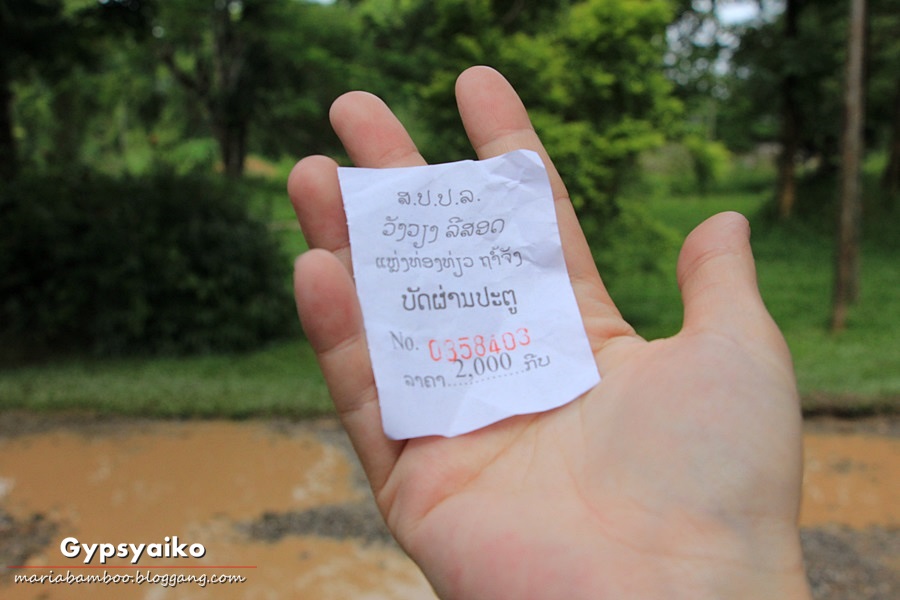 ສ.ປ.ປ.ລ.
ວັງວຽງ ລີສອດ
ແຫຼ່ງທ່ອງທ່ຽວ ຖໍ້າຈັງ
ບັດຜ່ານປະຕູ
No. 0358403
ລາຄາ....2,000....ກີບ
Gypsyaiko
mariabamboo.bloggang.com